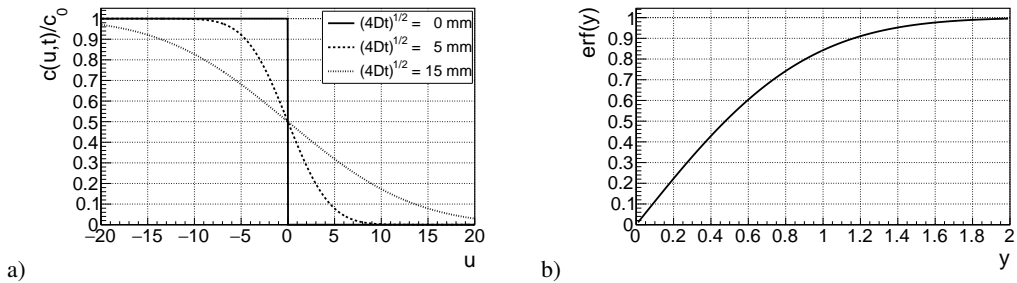 c(u,t)/c0
1
0.9
0.8
0.7
0.6
0.5
0.4
0.3
0.2
0.1
0
−20 −15 −10 −5 0 5 10 15 20
u
(4Dt)1/2 = 0 mm
(4Dt)1/2 = 5 mm
(4Dt)1/2 = 15 mm
a)
erf(y)
1
0.9
0.8
0.7
0.6
0.5
0.4
0.3
0.2
0.1
0
0 0.2 0.4 0.6 0.8 1 1.2 1.4 1.6 1.8 2
y
b)